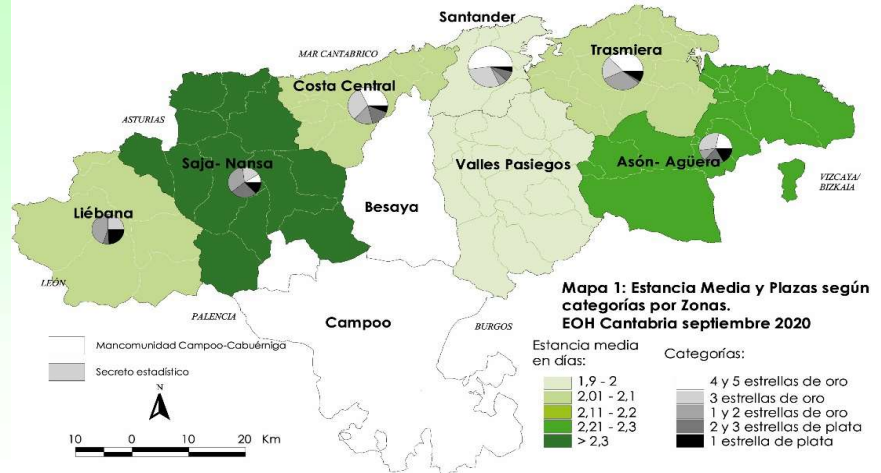 Santander
MAR CANTABRICO
Trasmiera
Costa Central
ASTURIAS
Saja- Nansa
Valles Pasiegos
Asón- Agüera
VIZCAYA/
BIZKAIA
Liébana
Besaya
LEÓN
PALENCIA
Campoo
BURGOS
Mapa 1: Estancia Media y Plazas según
categorías por Zonas.
EOH Cantabria septiembre 2020
Mancomunidad Campoo-Cabuérniga
Secreto estadístico
N
10 0 10 20 Km
Estancia media
en días:
1,9 - 2
2,01 - 2,1
2,11 - 2,2
2,21 - 2,3
> 2,3
Categorías:
4 y 5 estrellas de oro
3 estrellas de oro
1 y 2 estrellas de oro
2 y 3 estrellas de plata
1 estrella de plata